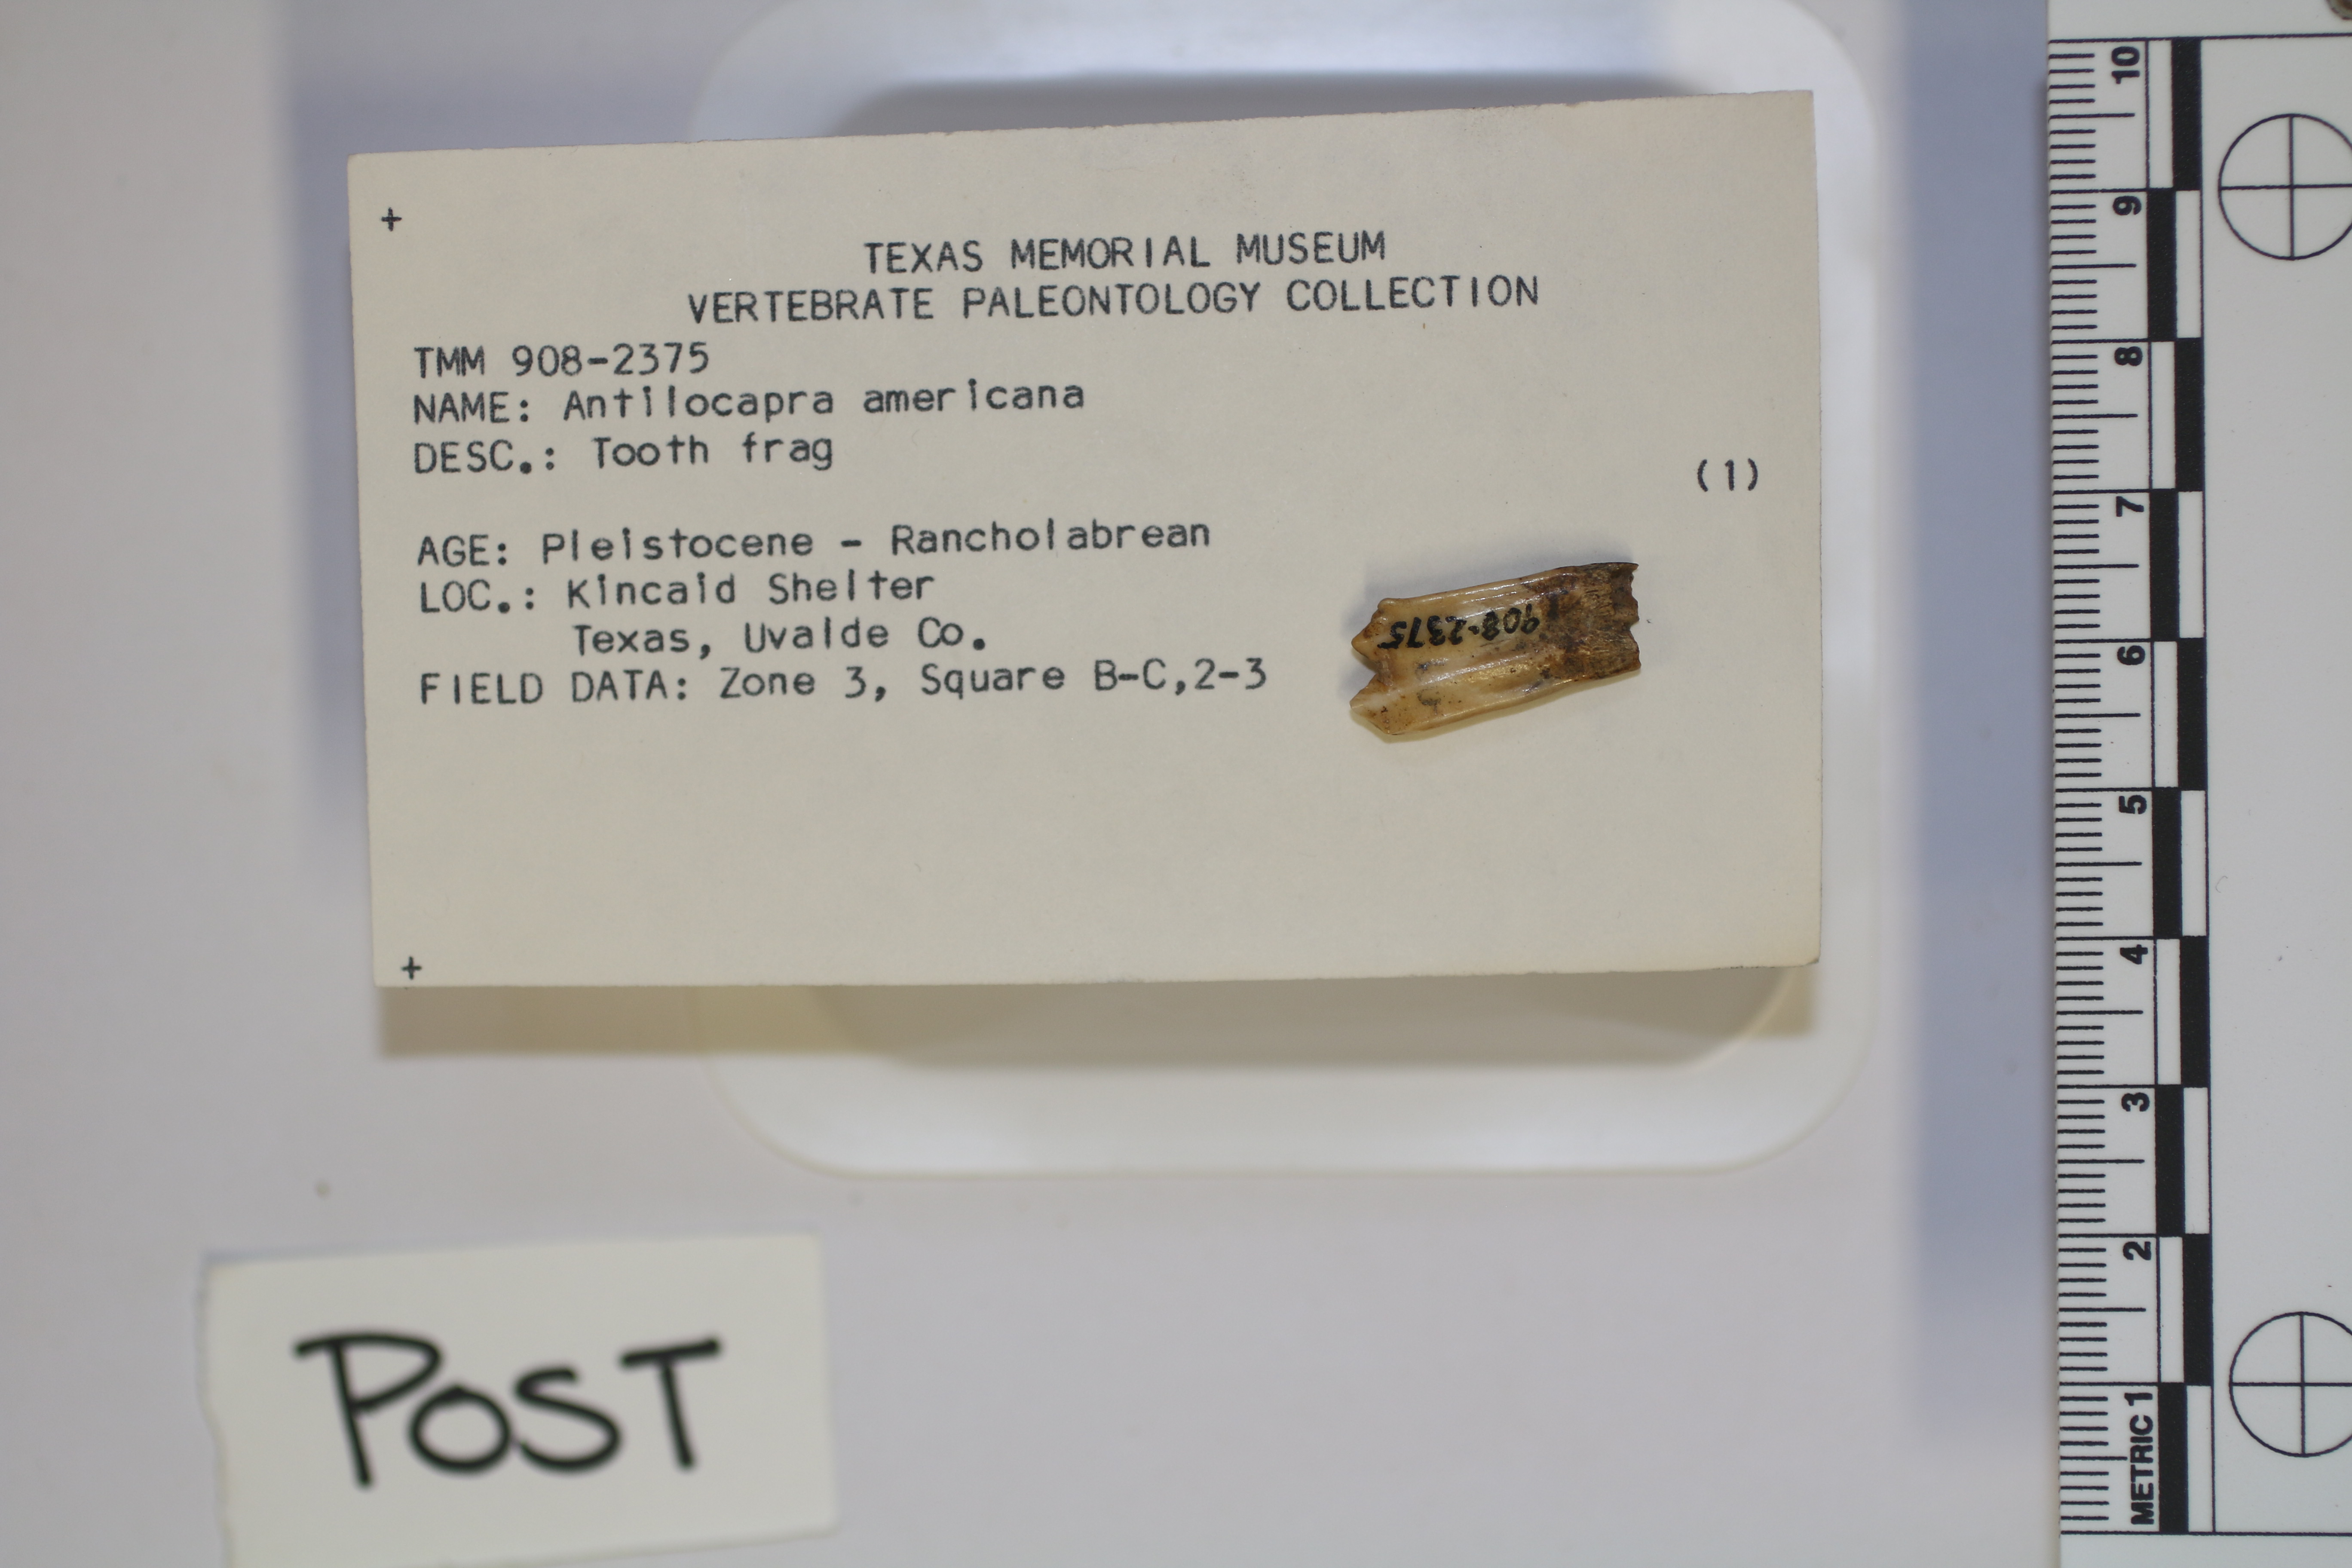 +
TEXAS MEMORIAL MUSEUM
VERTEBRATE PALEONTOLOGY COLLECTION
TMM 908-2375
NAME: Antilocapra americana
DESC.: Tooth frag
(1)
AGE: Pleistocene - Rancholabrean
LOC.: Kincaid Shelter
Texas, Uvalde Co.
FIELD DATA: Zone 3, Square B-C,2-3
+
908-2375
POST
10
9
8
7
6
5
4
3
2
METRIC 1